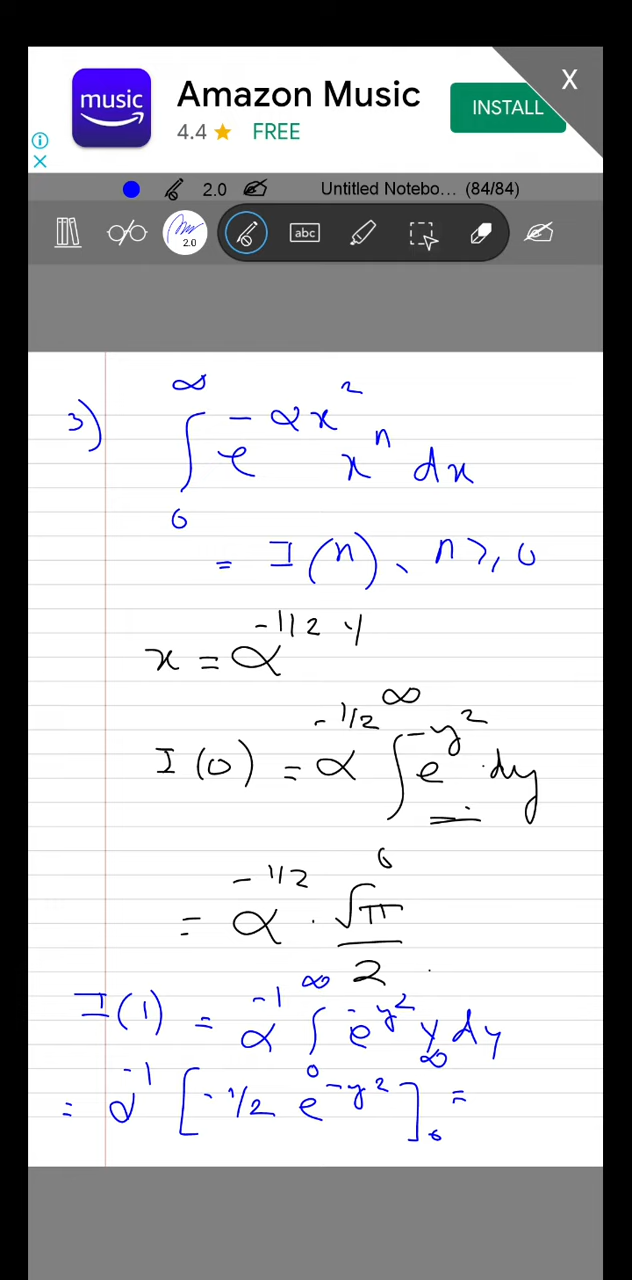 music
Amazon Music
4.4 ★ FREE
INSTALL
X
2.0 Untitled Notebo... (84/84)
2.0
abc
3) ∫₀^∞ e^(-αx²) x^n dx
= I(n), n ≥ 0
x = α^(-1/2) y
I(0) = α^(-1/2) ∫₀^∞ e^(-y²) . dy
= α^(-1/2) . √π/2 .
I(1) = α^(-1) ∫₀^∞ e^(-y²) y dy
= α^(-1) [-1/2 e^(-y²)]₀^∞ =